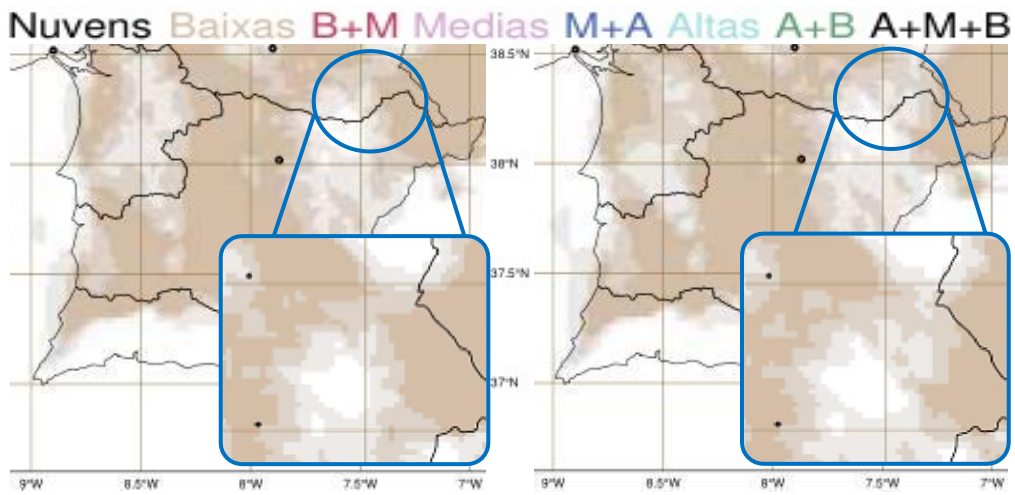 Nuvens Baixas B+M Medias M+A Altas A+B A+M+B
38.5°N
38°N
37.5°N
37°N
9°W 8.5°W 8°W 7.5°W 7°W 9°W 8.5°W 8°W 7.5°W 7°W